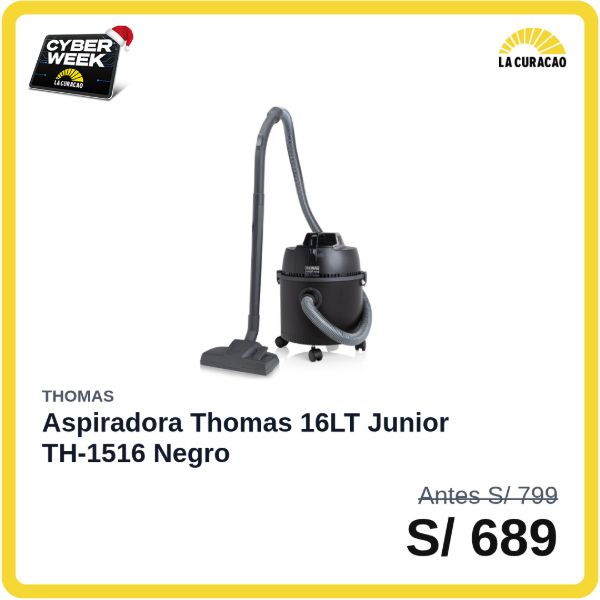 CYBER
WEEK
LA CURACAO
LA CURACAO
THOMAS
Aspiradora Thomas 16LT Junior
TH-1516 Negro
Antes S/ 799
S/ 689